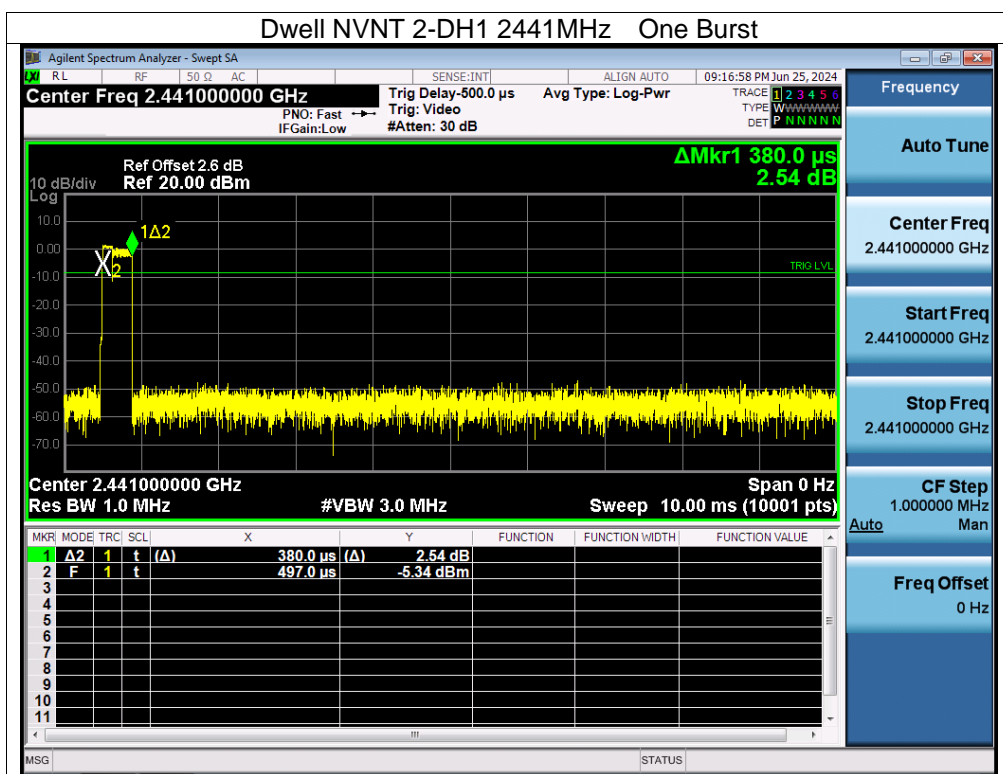 Dwell NVNT 2-DH1 2441MHz One Burst
Agilent Spectrum Analyzer - Swept SA
LXI RL RF 50 Ω AC SENSE:INT ALIGN AUTO 09:16:58 PM Jun 25, 2024
Center Freq 2.441000000 GHz
PNO: Fast
IFGain:Low
Trig Delay-500.0 µs
Trig: Video
#Atten: 30 dB
Avg Type: Log-Pwr
TRACE 1 2 3 4 5 6
TYPE WWWWWW
DET P N N N N N
ΔMkr1 380.0 µs
2.54 dB
Ref Offset 2.6 dB
10 dB/div Ref 20.00 dBm
Log
10.0
0.00
-10.0
-20.0
-30.0
-40.0
-50.0
-60.0
-70.0
1Δ2
X2
TRIG LVL
Center 2.441000000 GHz Span 0 Hz
Res BW 1.0 MHz #VBW 3.0 MHz Sweep 10.00 ms (10001 pts)
MKR MODE TRC SCL X Y FUNCTION FUNCTION WIDTH FUNCTION VALUE
1 Δ2 1 t (Δ) 380.0 µs (Δ) 2.54 dB
2 F 1 t 497.0 µs -5.34 dBm
3
4
5
6
7
8
9
10
11
MSG STATUS
Frequency
Auto Tune
Center Freq
2.441000000 GHz
Start Freq
2.441000000 GHz
Stop Freq
2.441000000 GHz
CF Step
1.000000 MHz
Auto Man
Freq Offset
0 Hz